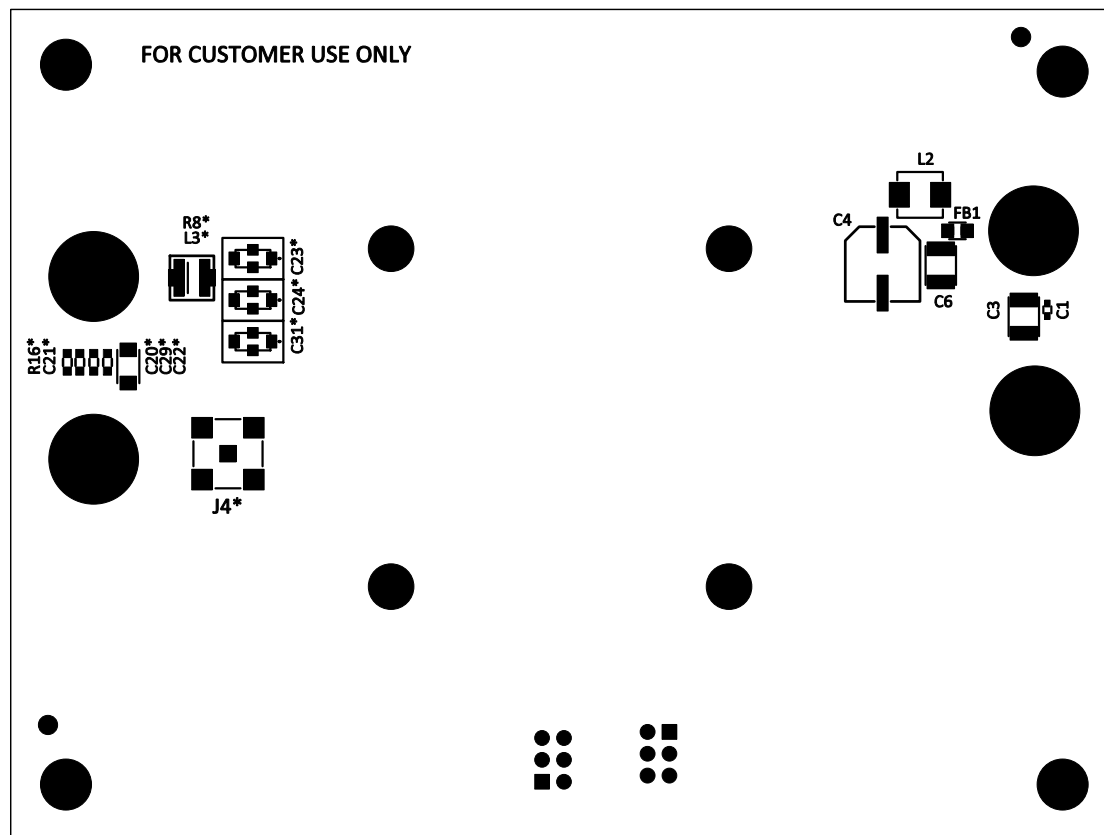 FOR CUSTOMER USE ONLY
L2
R8*
L3*
C4
FB1
C23*
C24*
C31*
C6
C3
C1
R16*
C21*
C20*
C29*
C22*
J4*